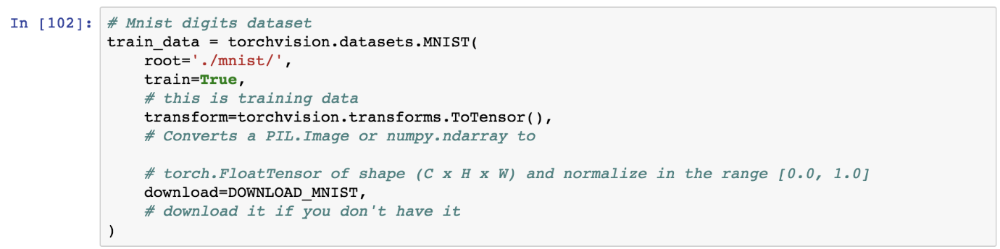 In [102]: # Mnist digits dataset
train_data = torchvision.datasets.MNIST(
    root='./mnist/',
    train=True,
    # this is training data
    transform=torchvision.transforms.ToTensor(),
    # Converts a PIL.Image or numpy.ndarray to
    # torch.FloatTensor of shape (C x H x W) and normalize in the range [0.0, 1.0]
    download=DOWNLOAD_MNIST,
    # download it if you don't have it
)